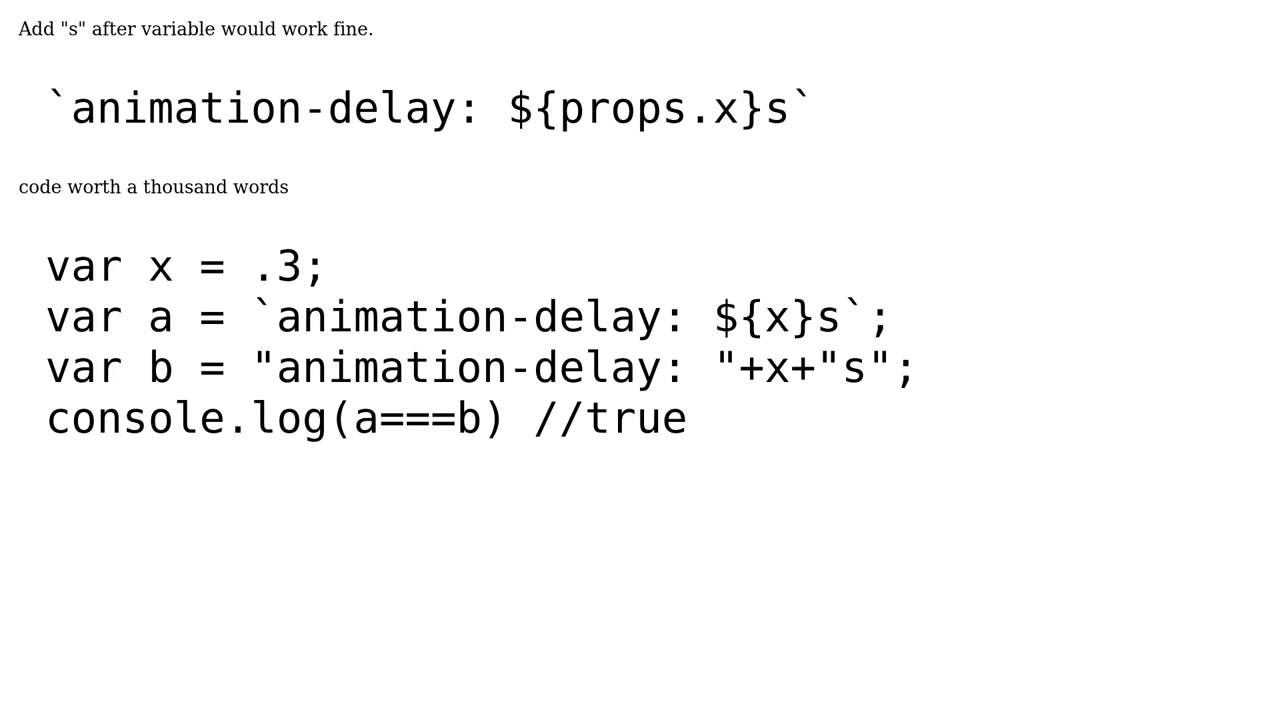 Add "s" after variable would work fine.
`animation-delay: ${props.x}s`
code worth a thousand words
var x = .3;
var a = `animation-delay: ${x}s`;
var b = "animation-delay: "+x+"s";
console.log(a===b) //true